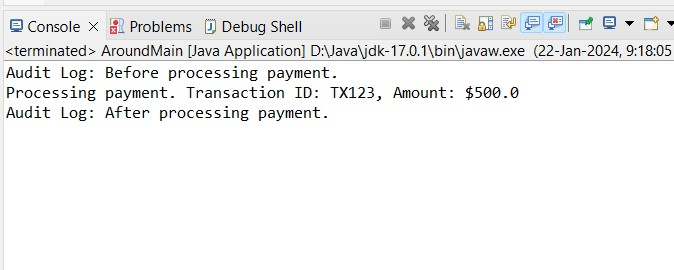 Console Problems Debug Shell
<terminated> AroundMain [Java Application] D:\Java\jdk-17.0.1\bin\javaw.exe (22-Jan-2024, 9:18:05
Audit Log: Before processing payment.
Processing payment. Transaction ID: TX123, Amount: $500.0
Audit Log: After processing payment.